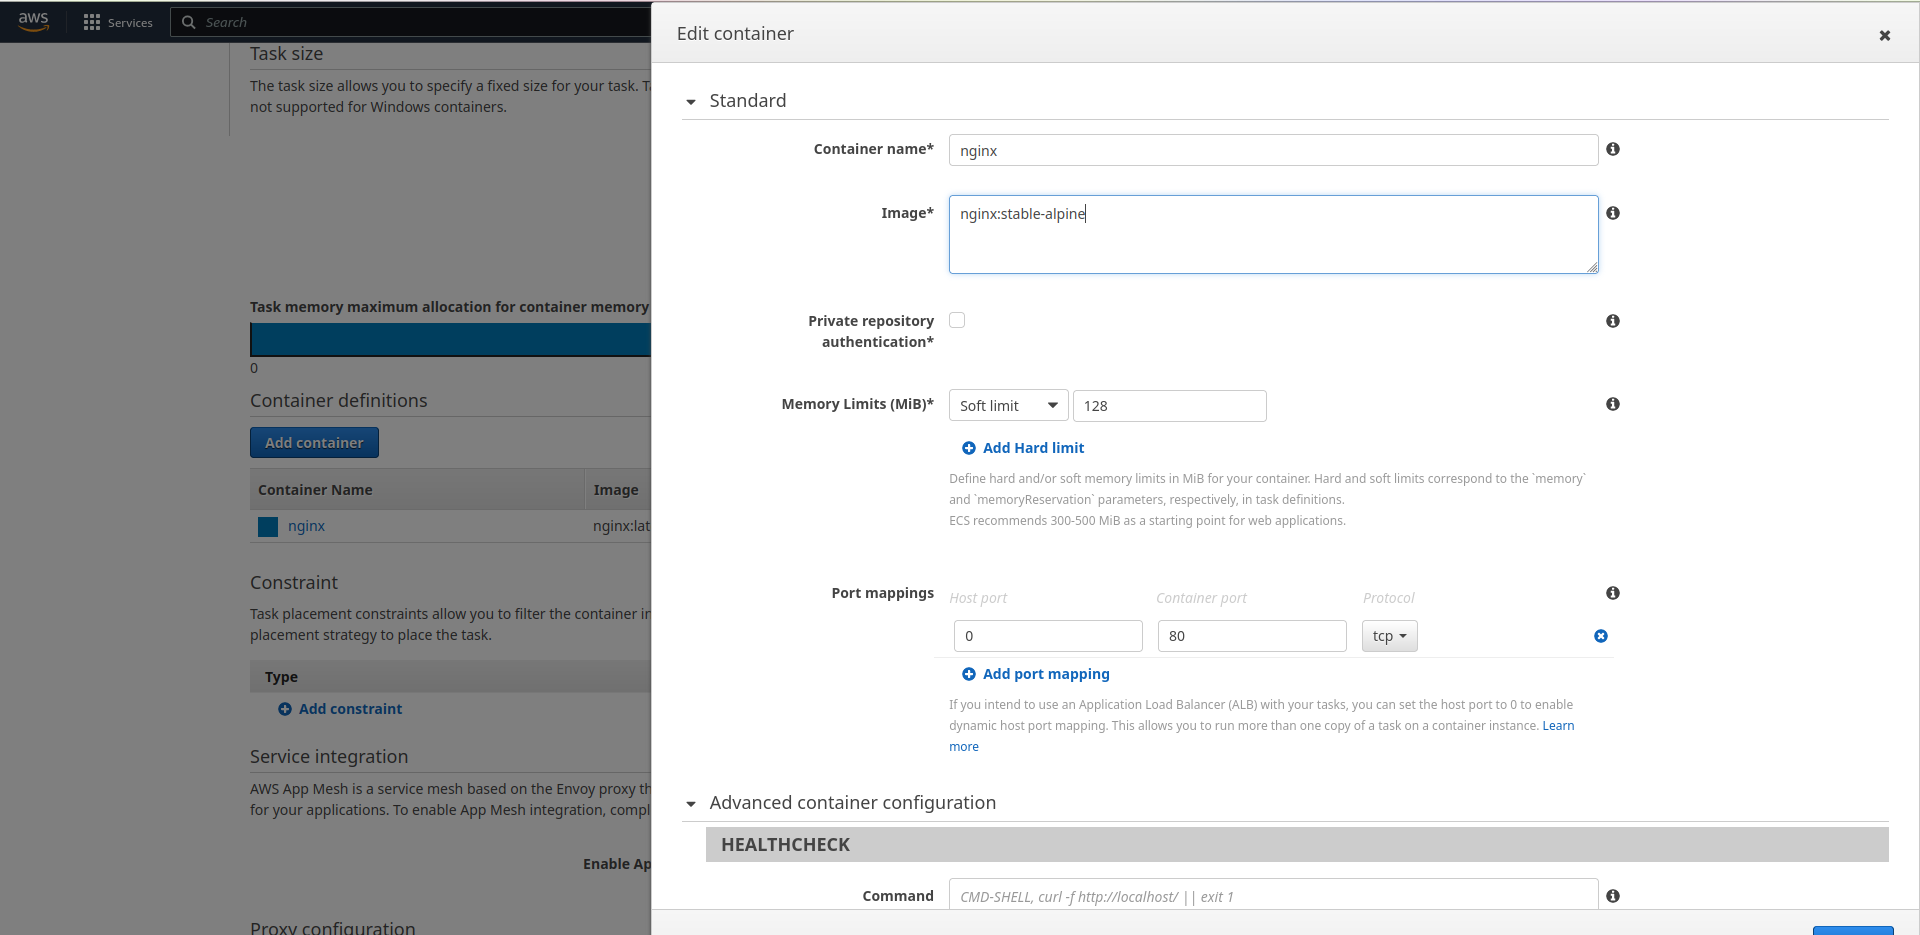 aws
Services
Search
Task size
The task size allows you to specify a fixed size for your task.
not supported for Windows containers.
Task memory maximum allocation for container memory
0
Container definitions
Add container
Container Name
Image
nginx
nginx:lat
Constraint
Task placement constraints allow you to filter the container in
placement strategy to place the task.
Type
Add constraint
Service integration
AWS App Mesh is a service mesh based on the Envoy proxy th
for your applications. To enable App Mesh integration, compl
Enable Ap
Proxy configuration
Edit container
Standard
Container name*
nginx
Image*
nginx:stable-alpine
Private repository
authentication*
Memory Limits (MiB)*
Soft limit
128
Add Hard limit
Define hard and/or soft memory limits in MiB for your container. Hard and soft limits correspond to the `memory`
and `memoryReservation` parameters, respectively, in task definitions.
ECS recommends 300-500 MiB as a starting point for web applications.
Port mappings
Host port
Container port
Protocol
0
80
tcp
Add port mapping
If you intend to use an Application Load Balancer (ALB) with your tasks, you can set the host port to 0 to enable
dynamic host port mapping. This allows you to run more than one copy of a task on a container instance. Learn
more
Advanced container configuration
HEALTHCHECK
Command
CMD-SHELL, curl -f http://localhost/ || exit 1